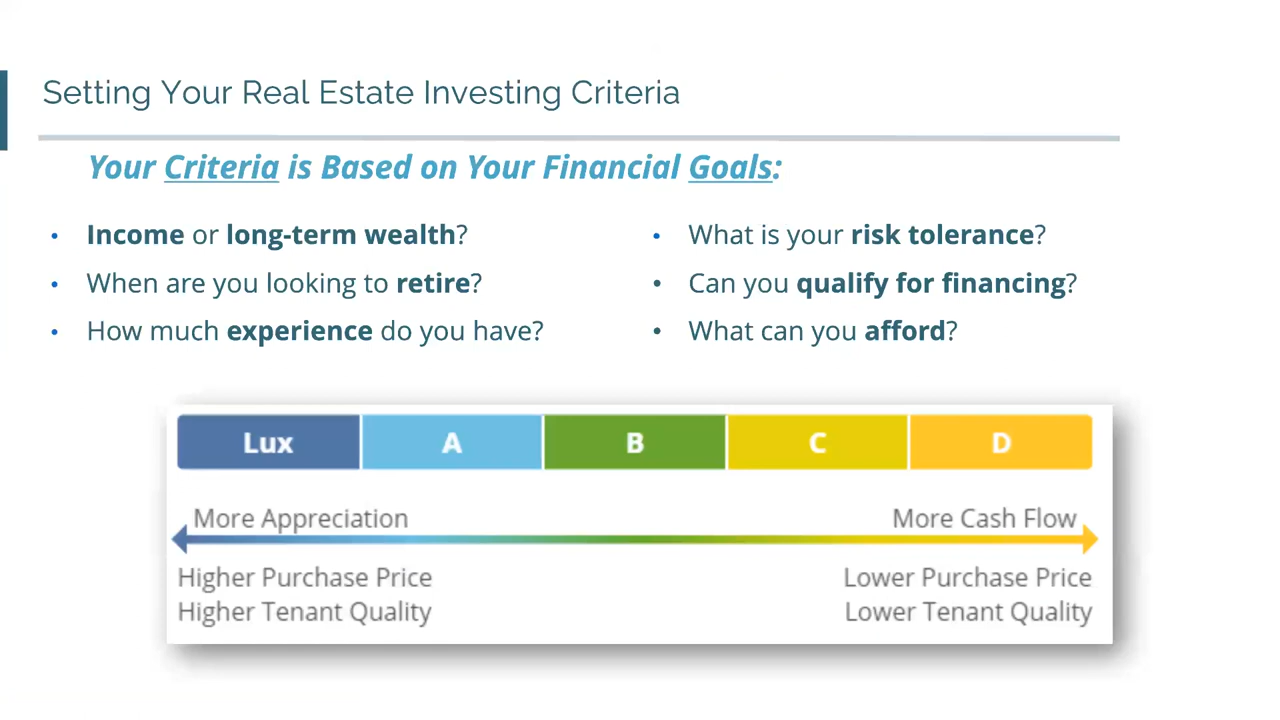 Setting Your Real Estate Investing Criteria
Your Criteria is Based on Your Financial Goals:
• Income or long-term wealth?
• When are you looking to retire?
• How much experience do you have?
• What is your risk tolerance?
• Can you qualify for financing?
• What can you afford?
Lux A B C D
More Appreciation More Cash Flow
Higher Purchase Price Lower Purchase Price
Higher Tenant Quality Lower Tenant Quality